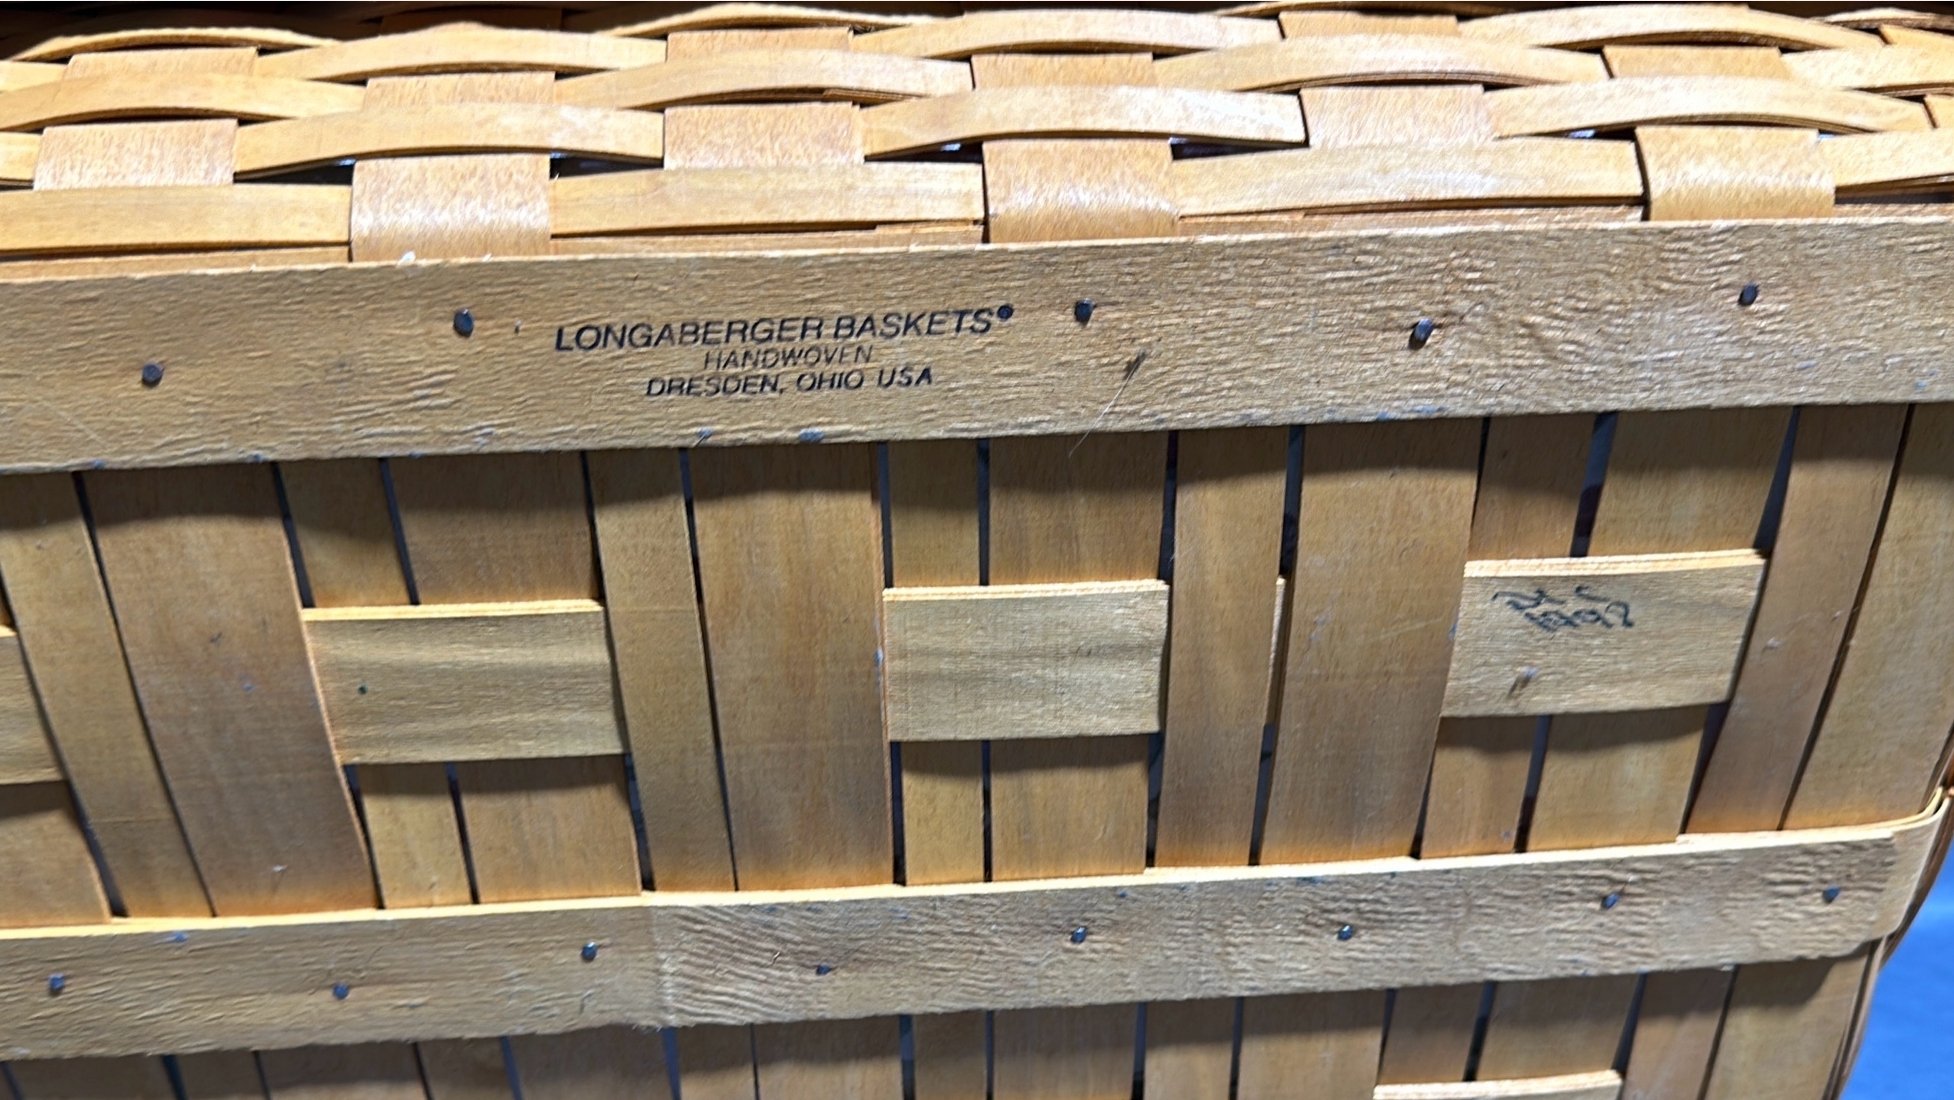 LONGABERGER BASKETS®
HANDWOVEN
DRESDEN, OHIO USA